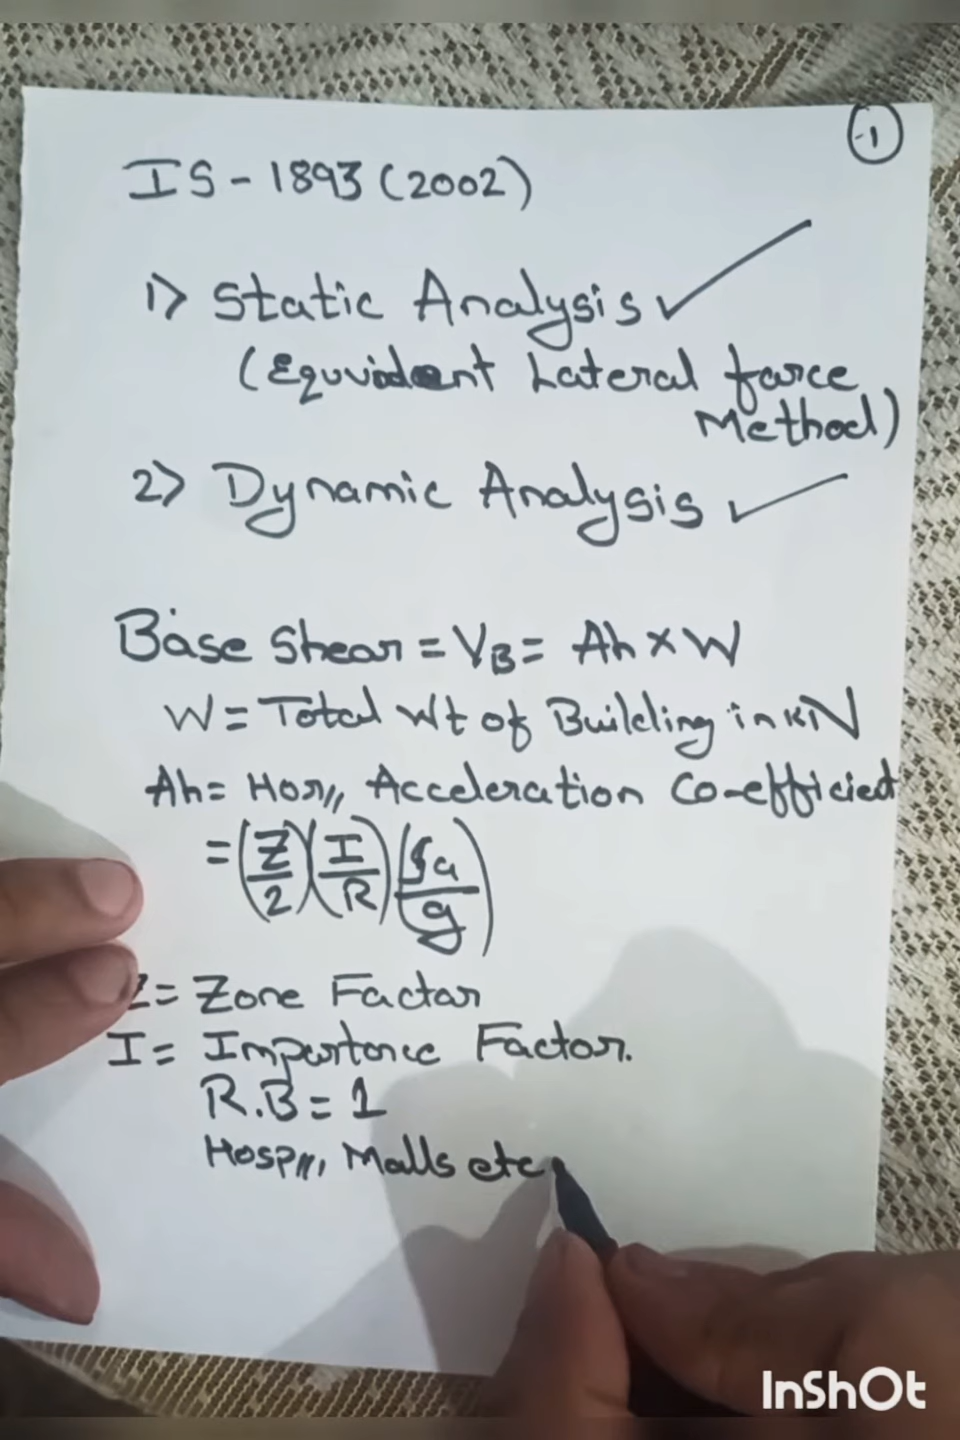 1
IS - 1893 (2002)
1> Static Analysis ✓
(Equvident Lateral force
Method)
2> Dynamic Analysis ✓
Base Shear = VB = Ah × W
W = Total Wt of Building in kN
Ah = Hor// Acceleration Co-efficient
= (Z/2)(I/R)(Sa/g)
Z = Zone Factor
I = Importance Factor.
R.B = 1
Hosp//, Malls etc
InShOt